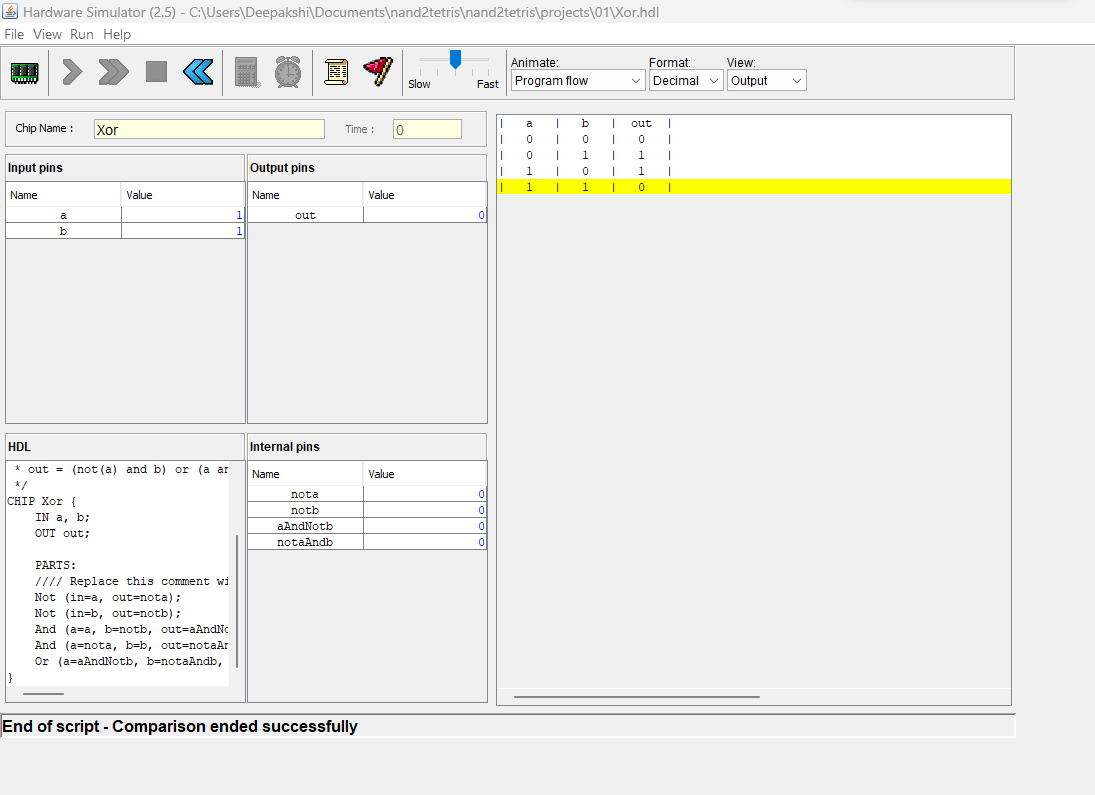 Hardware Simulator (2.5) - C:\Users\Deepakshi\Documents\nand2tetris\nand2tetris\projects\01\Xor.hdl
File View Run Help
Slow Fast
Animate: Format: View:
Program flow Decimal Output
Chip Name : Xor Time : 0
Input pins
Name Value
a 1
b 1
Output pins
Name Value
out 0
HDL
* out = (not(a) and b) or (a an
*/
CHIP Xor {
IN a, b;
OUT out;
PARTS:
//// Replace this comment wi
Not (in=a, out=nota);
Not (in=b, out=notb);
And (a=a, b=notb, out=aAndNo
And (a=nota, b=b, out=notaAn
Or (a=aAndNotb, b=notaAndb,
}
Internal pins
Name Value
nota 0
notb 0
aAndNotb 0
notaAndb 0
| a | b | out |
| 0 | 0 | 0 |
| 0 | 1 | 1 |
| 1 | 0 | 1 |
| 1 | 1 | 0 |
End of script - Comparison ended successfully